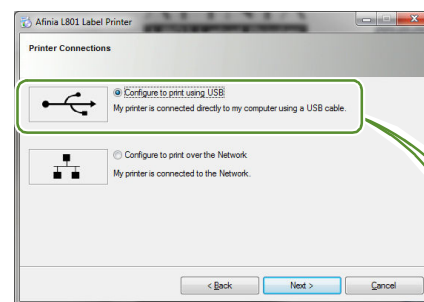 Afinia L801 Label Printer
Printer Connections
Configure to print using USB
My printer is connected directly to my computer using a USB cable.
Configure to print over the Network
My printer is connected to the Network.
< Back Next > Cancel